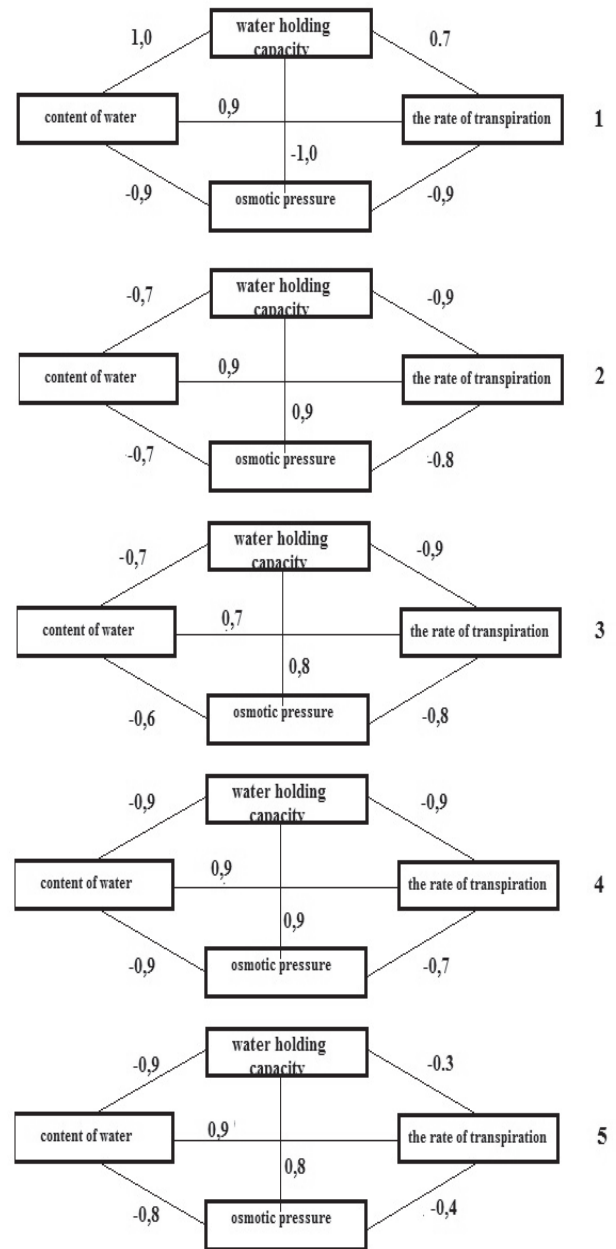 water holding
capacity
1,0
0.7
content of water
0,9
the rate of transpiration
1
-1,0
-0,9
osmotic pressure
-0,9
water holding
capacity
-0,7
-0,9
content of water
0,9
the rate of transpiration
2
0,9
-0,7
osmotic pressure
-0.8
water holding
capacity
-0,7
-0,9
content of water
0,7
the rate of transpiration
3
0,8
-0,6
osmotic pressure
-0,8
water holding
capacity
-0,9
-0,9
content of water
0,9
the rate of transpiration
4
0,9
-0,9
osmotic pressure
-0,7
water holding
capacity
-0,9
-0.3
content of water
0,9
the rate of transpiration
5
0,8
-0,8
osmotic pressure
-0,4